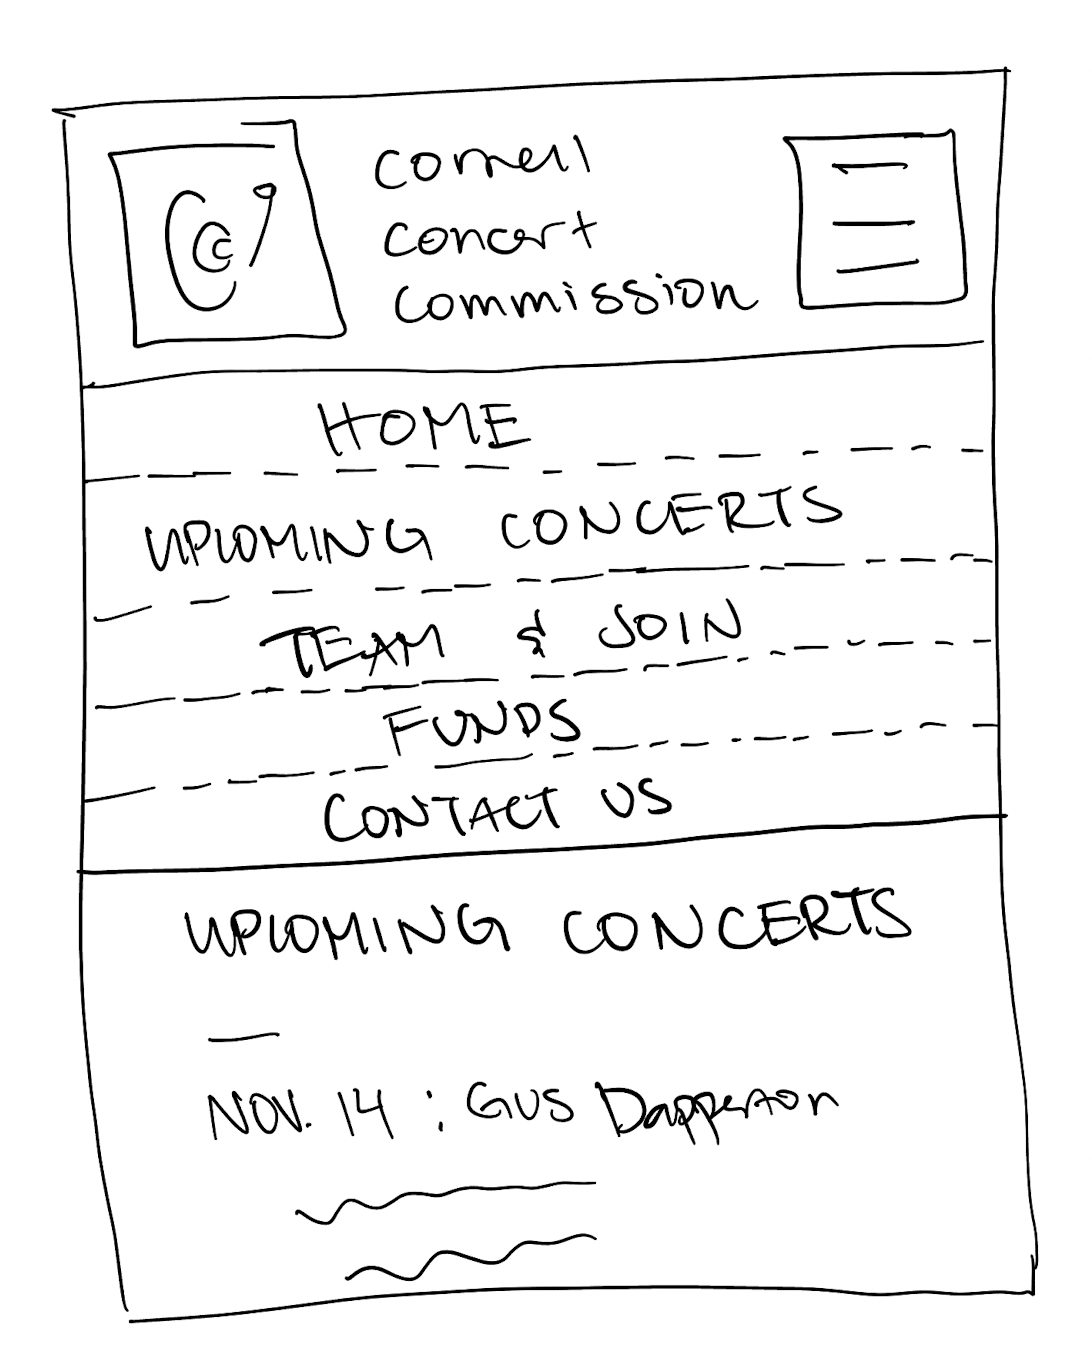 CCC
Cornell
Concert
Commission
HOME
UPCOMING CONCERTS
TEAM & JOIN
FUNDS
CONTACT US
UPCOMING CONCERTS
NOV. 14 : GUS Dapperton